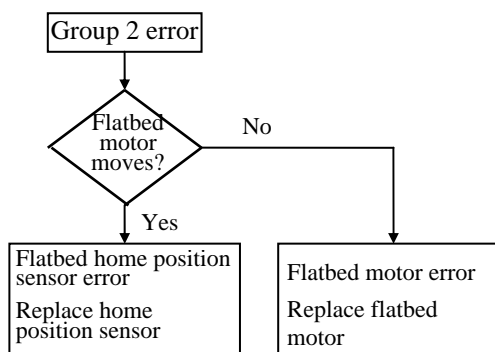 Group 2 error
Flatbed
motor
moves?
No
Yes
Flatbed home position
sensor error
Replace home
position sensor
Flatbed motor error
Replace flatbed
motor